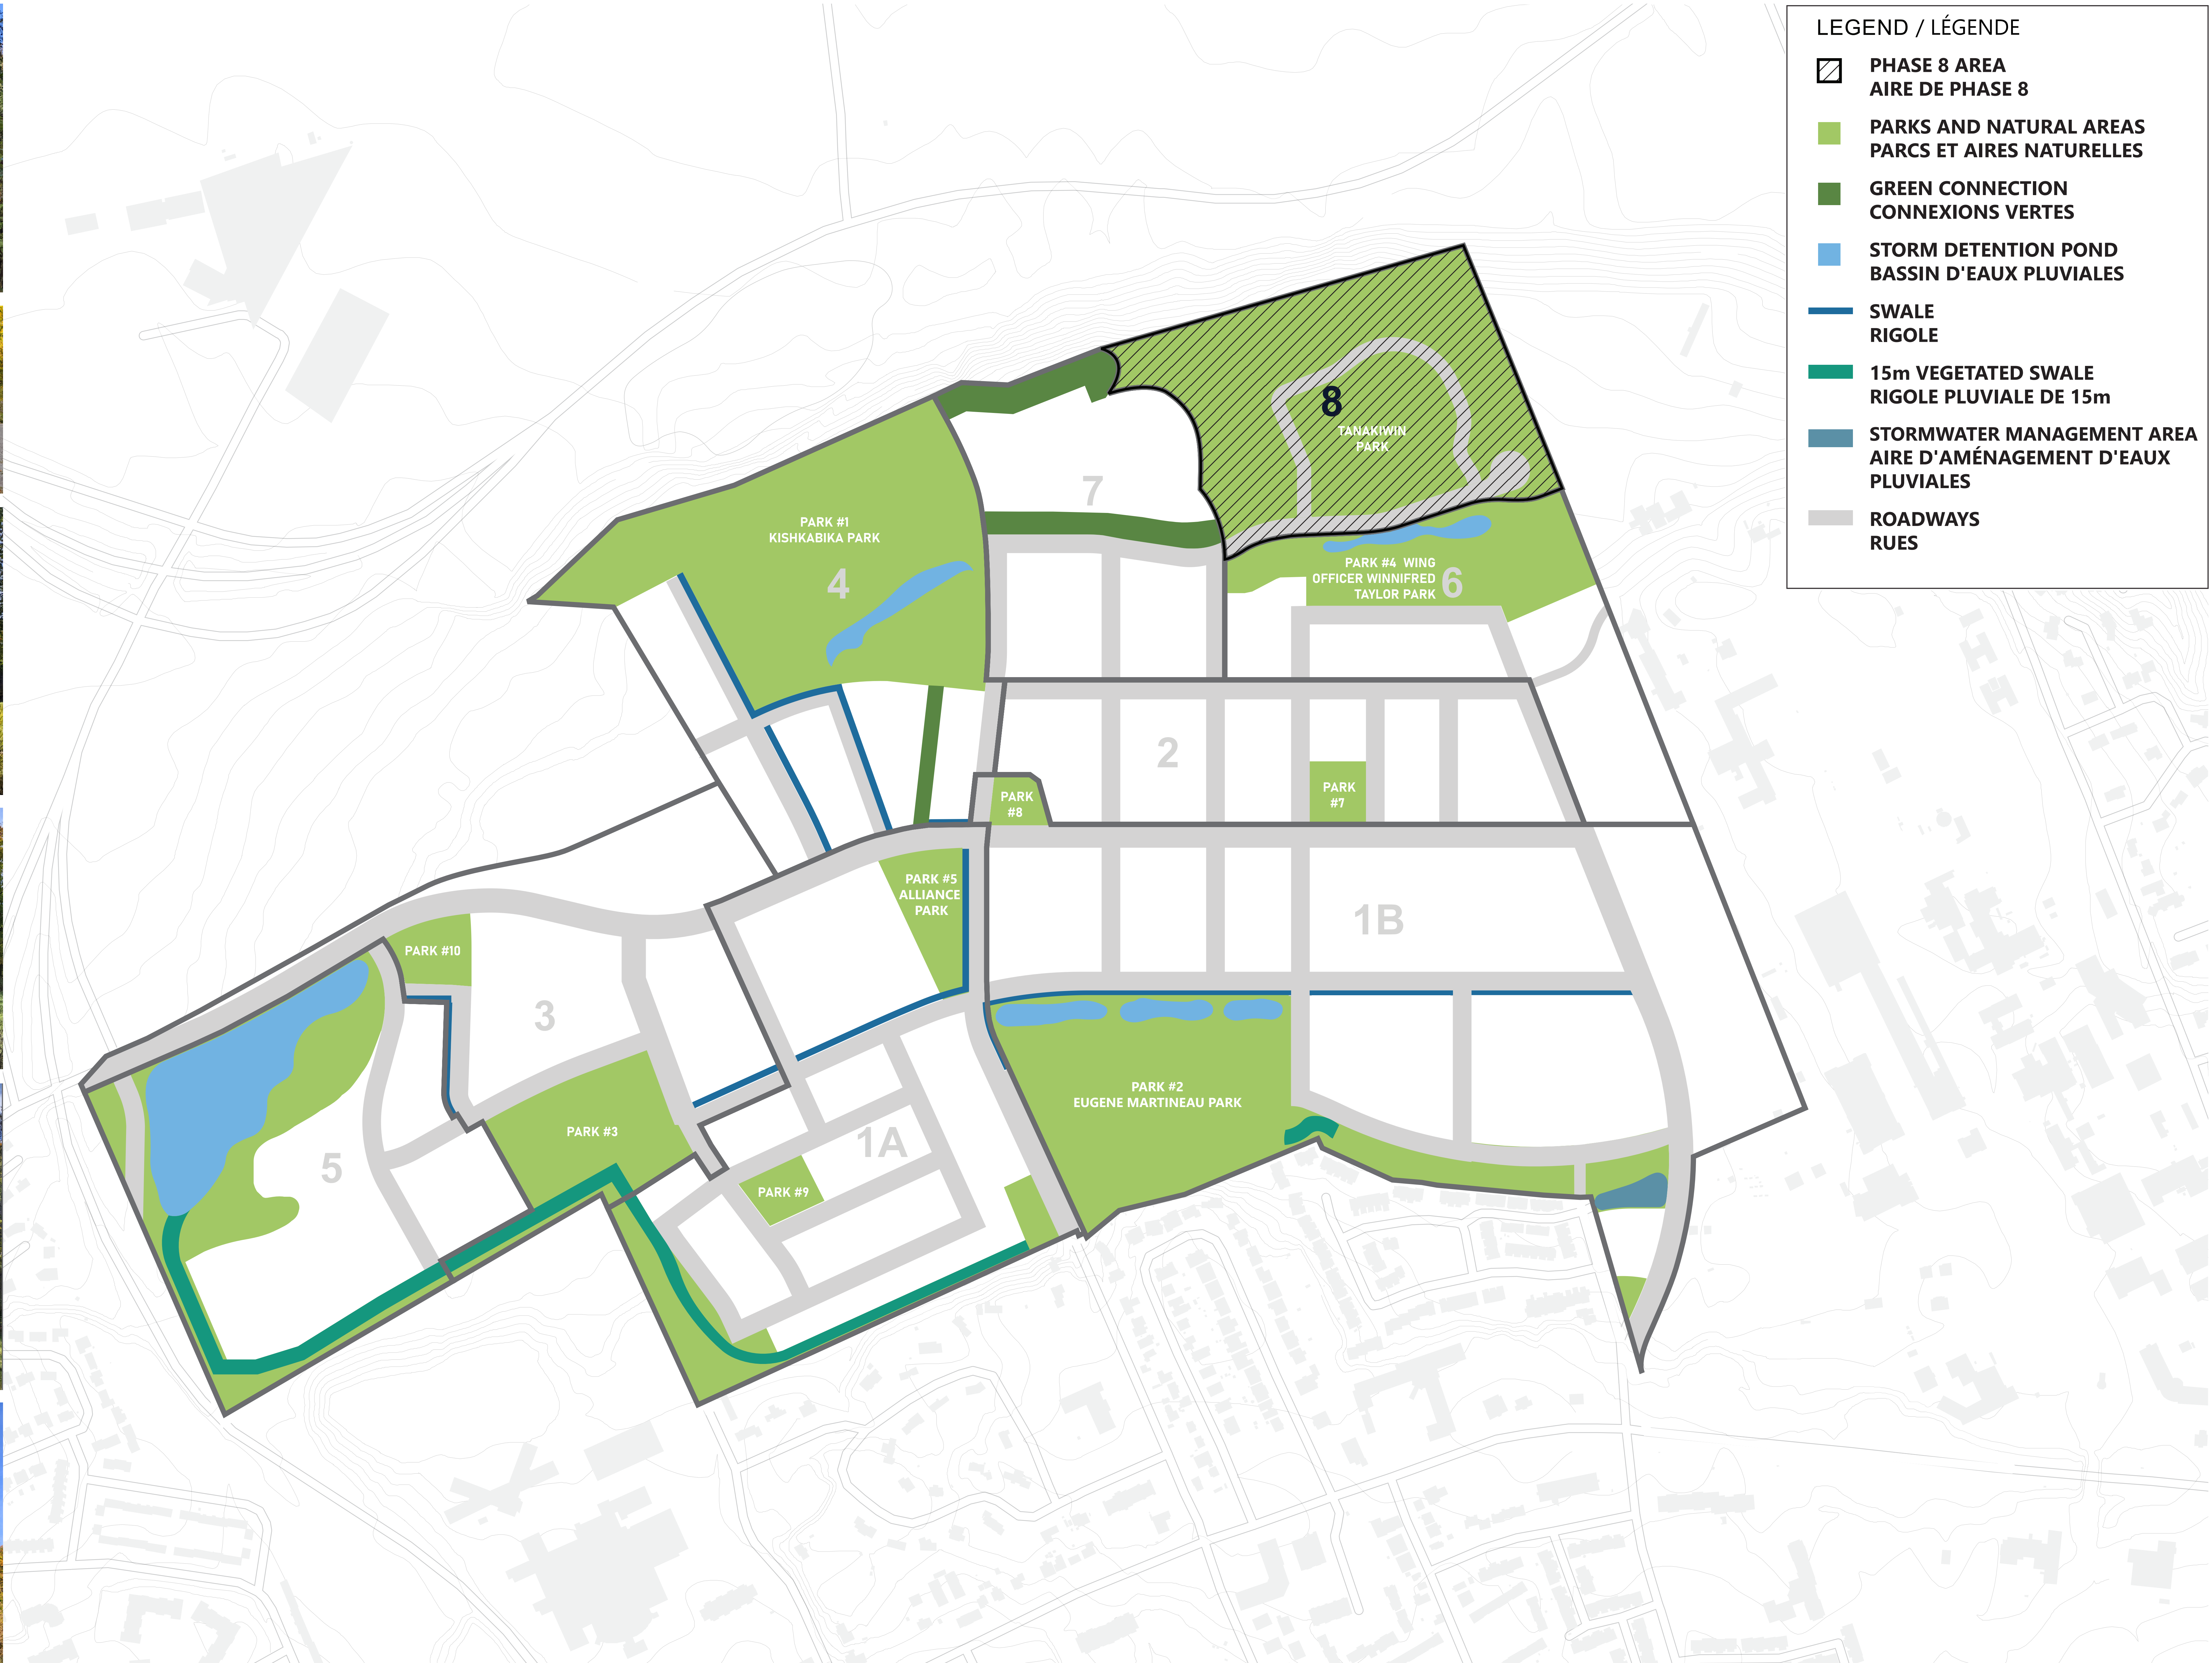 LEGEND / LÉGENDE
PHASE 8 AREA
AIRE DE PHASE 8
PARKS AND NATURAL AREAS
PARCS ET AIRES NATURELLES
GREEN CONNECTION
CONNEXIONS VERTES
STORM DETENTION POND
BASSIN D'EAUX PLUVIALES
SWALE
RIGOLE
15m VEGETATED SWALE
RIGOLE PLUVIALE DE 15m
STORMWATER MANAGEMENT AREA
AIRE D'AMÉNAGEMENT D'EAUX
PLUVIALES
ROADWAYS
RUES
8
TANAKIWIN
PARK
7
PARK #1
KISHKABIKA PARK
4
PARK #4 WING
OFFICER WINNIFRED
TAYLOR PARK
6
2
PARK
#8
PARK
#7
PARK #5
ALLIANCE
PARK
1B
PARK #10
3
PARK #2
EUGENE MARTINEAU PARK
PARK #3
1A
5
PARK #9